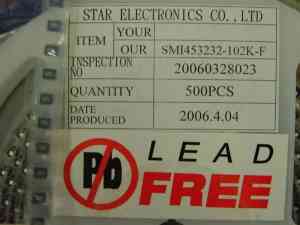 STAR ELECTRONICS CO.,LTD
ITEM YOUR
OUR SMI453232-102K-F
INSPECTION NO 20060328023
QUANTITY 500PCS
DATE PRODUCED 2006.4.04
Pb LEAD
FREE